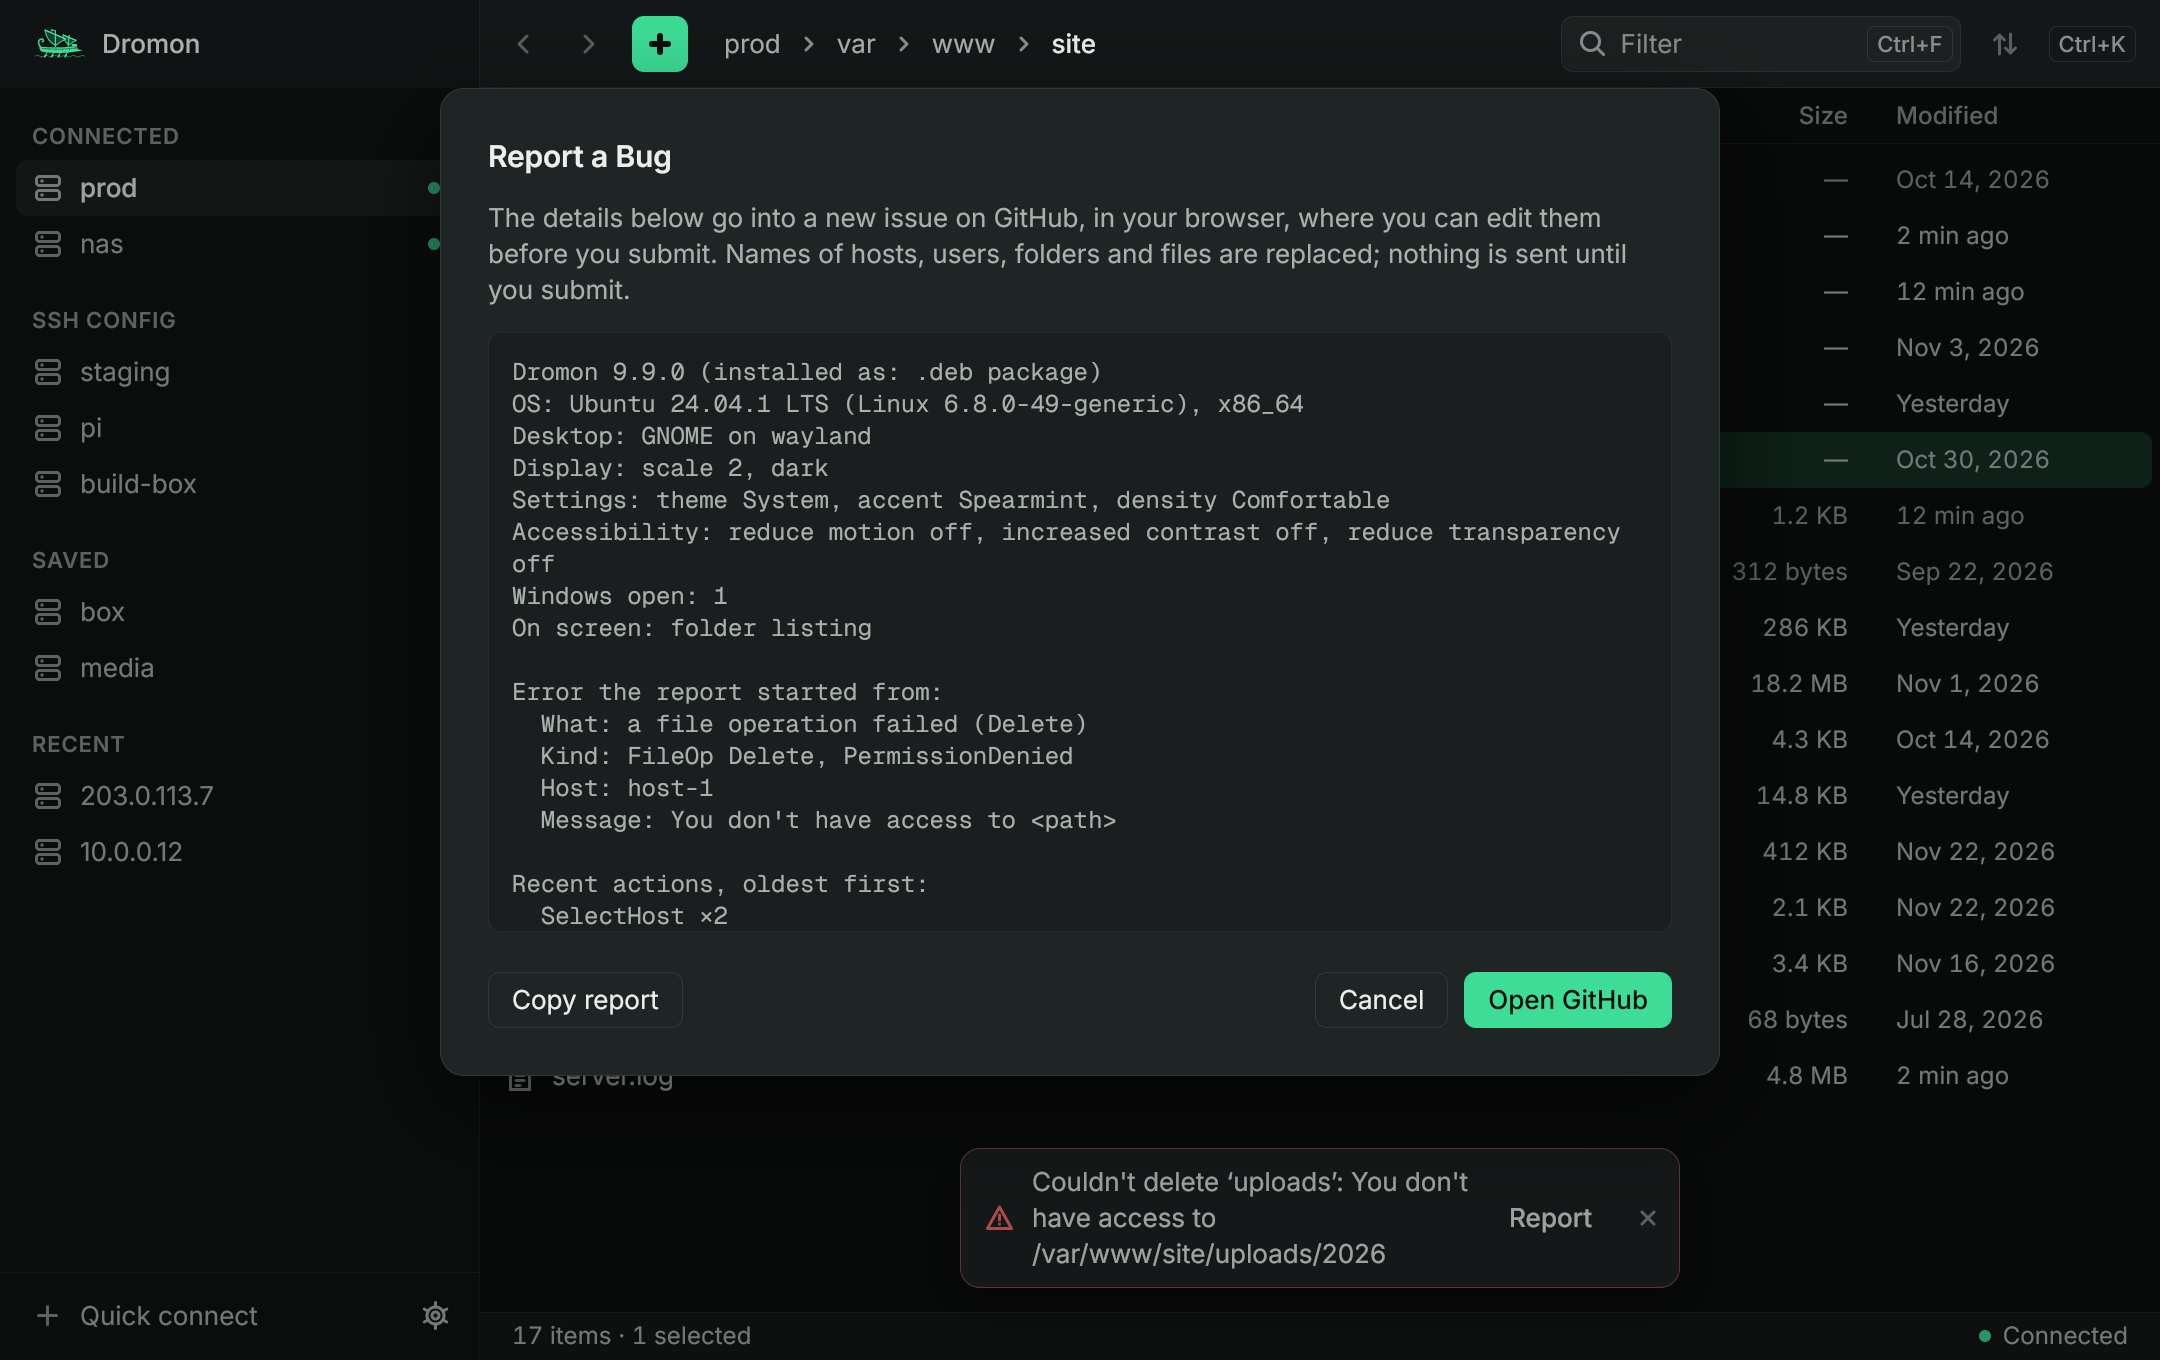 Dromon
prod > var > www > site
Filter
Ctrl+F
Ctrl+K
CONNECTED
prod
nas
SSH CONFIG
staging
pi
build-box
SAVED
box
media
RECENT
203.0.113.7
10.0.0.12
Quick connect
Size Modified
— Oct 14, 2026
— 2 min ago
— 12 min ago
— Nov 3, 2026
— Yesterday
— Oct 30, 2026
1.2 KB 12 min ago
312 bytes Sep 22, 2026
286 KB Yesterday
18.2 MB Nov 1, 2026
4.3 KB Oct 14, 2026
14.8 KB Yesterday
412 KB Nov 22, 2026
2.1 KB Nov 22, 2026
3.4 KB Nov 16, 2026
68 bytes Jul 28, 2026
server.log 4.8 MB 2 min ago
Report a Bug
The details below go into a new issue on GitHub, in your browser, where you can edit them
before you submit. Names of hosts, users, folders and files are replaced; nothing is sent until
you submit.
Dromon 9.9.0 (installed as: .deb package)
OS: Ubuntu 24.04.1 LTS (Linux 6.8.0-49-generic), x86_64
Desktop: GNOME on wayland
Display: scale 2, dark
Settings: theme System, accent Spearmint, density Comfortable
Accessibility: reduce motion off, increased contrast off, reduce transparency
off
Windows open: 1
On screen: folder listing
Error the report started from:
What: a file operation failed (Delete)
Kind: FileOp Delete, PermissionDenied
Host: host-1
Message: You don't have access to <path>
Recent actions, oldest first:
SelectHost ×2
Copy report
Cancel
Open GitHub
Couldn't delete ‘uploads’: You don't
have access to
/var/www/site/uploads/2026
Report
17 items · 1 selected
Connected